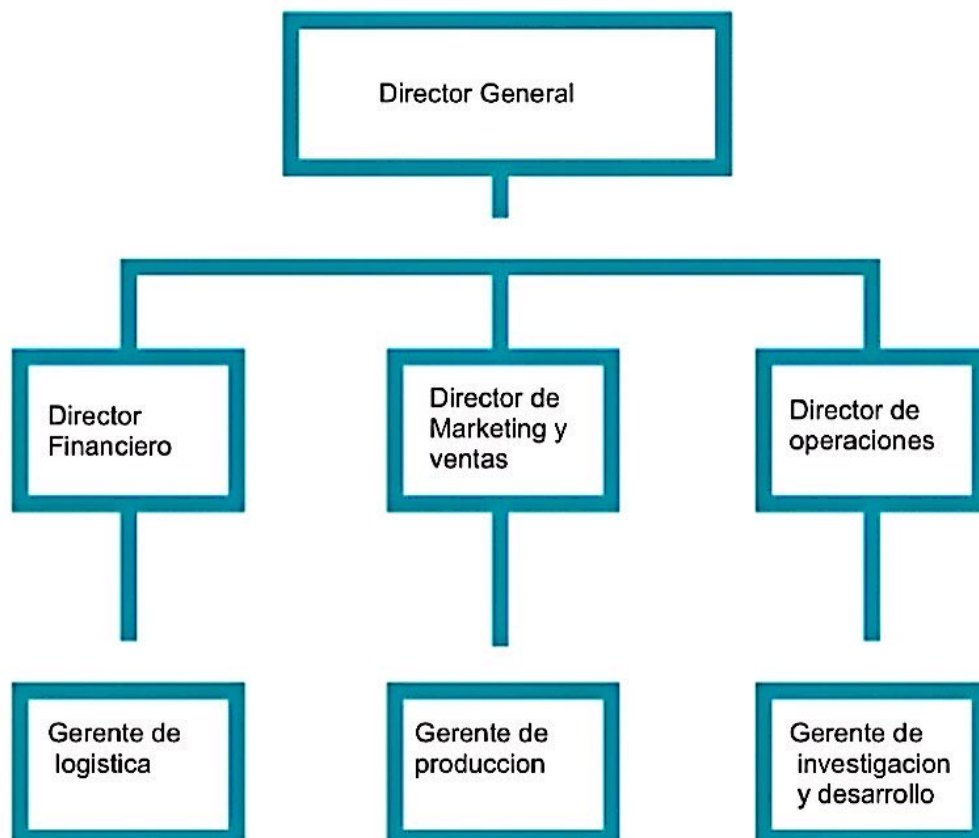 Director General
Director
Financiero
Director de
Marketing y
ventas
Director de
operaciones
Gerente de
logistica
Gerente de
produccion
Gerente de
investigacion
y desarrollo